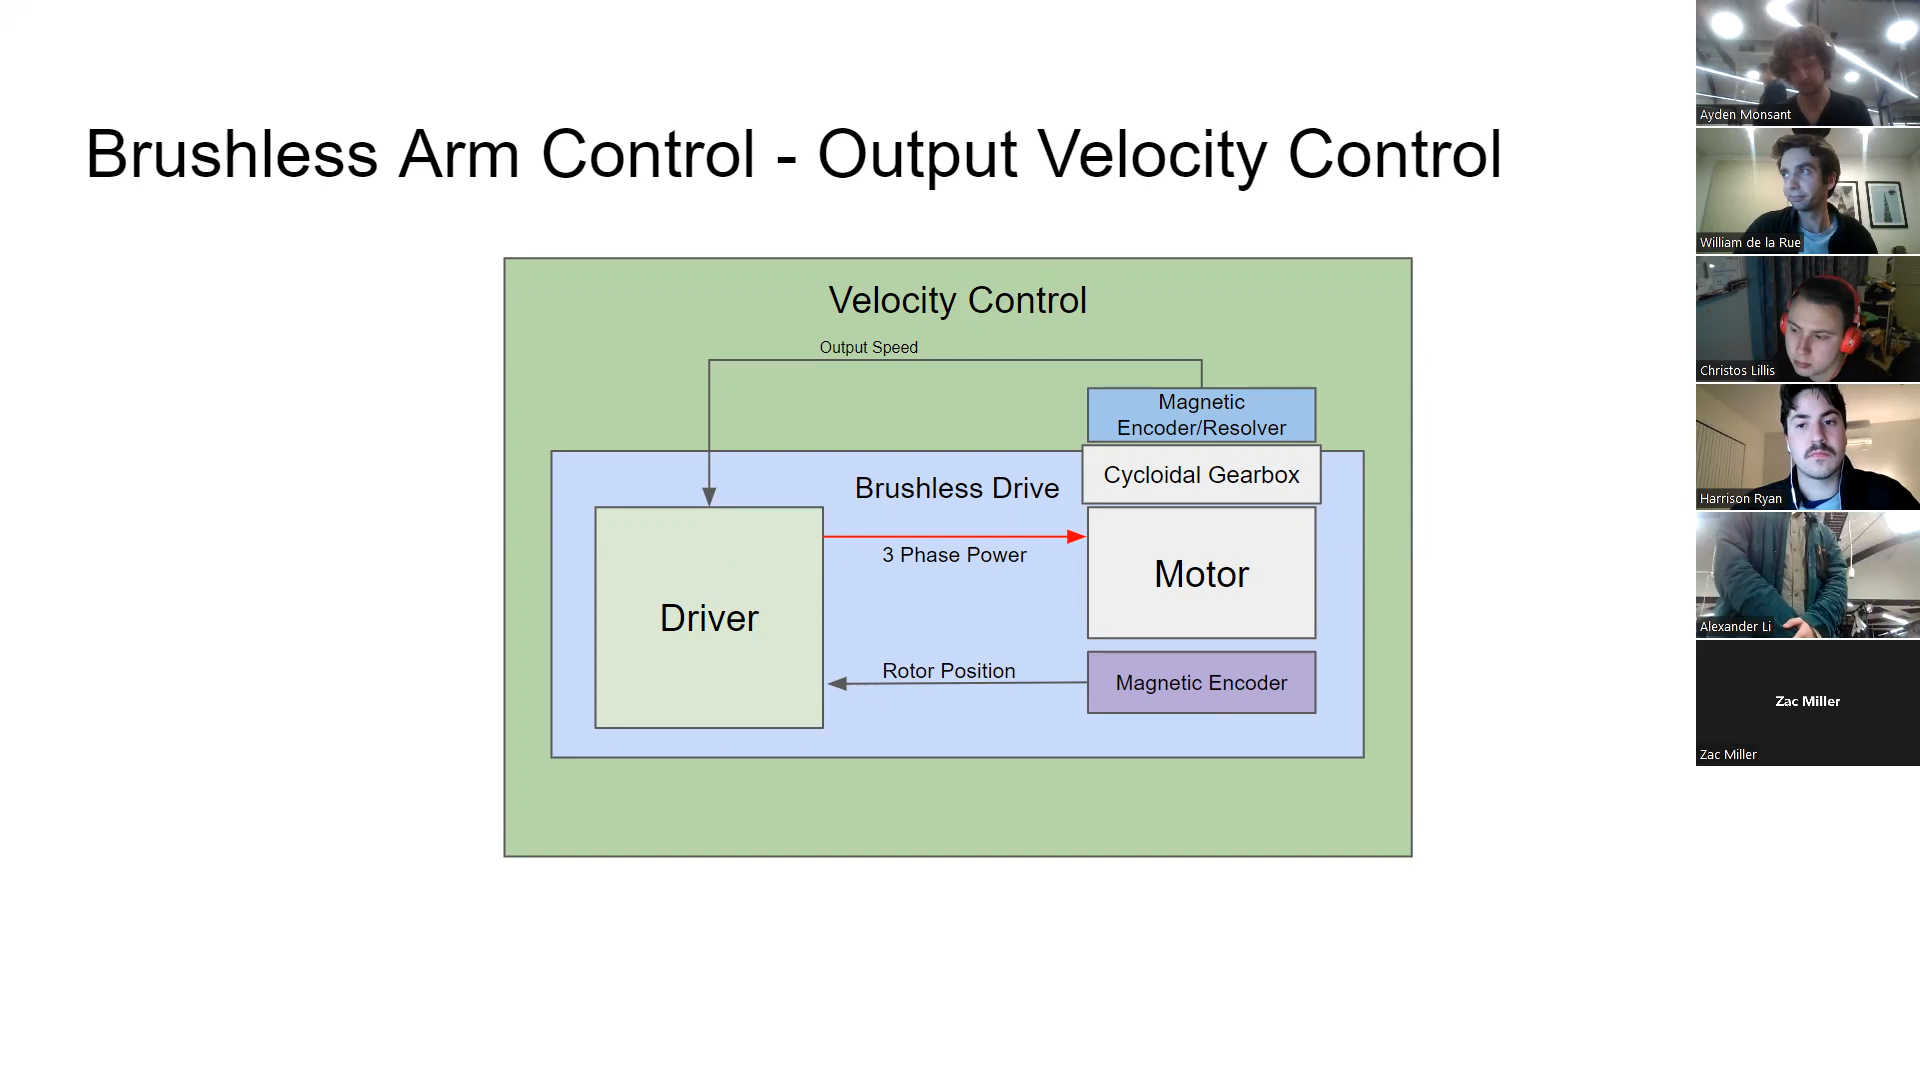 Brushless Arm Control - Output Velocity Control
Velocity Control
Output Speed
Magnetic
Encoder/Resolver
Cycloidal Gearbox
Brushless Drive
3 Phase Power
Motor
Driver
Rotor Position
Magnetic Encoder
Ayden Monsant
William de la Rue
Christos Lillis
Harrison Ryan
Alexander Li
Zac Miller
Zac Miller